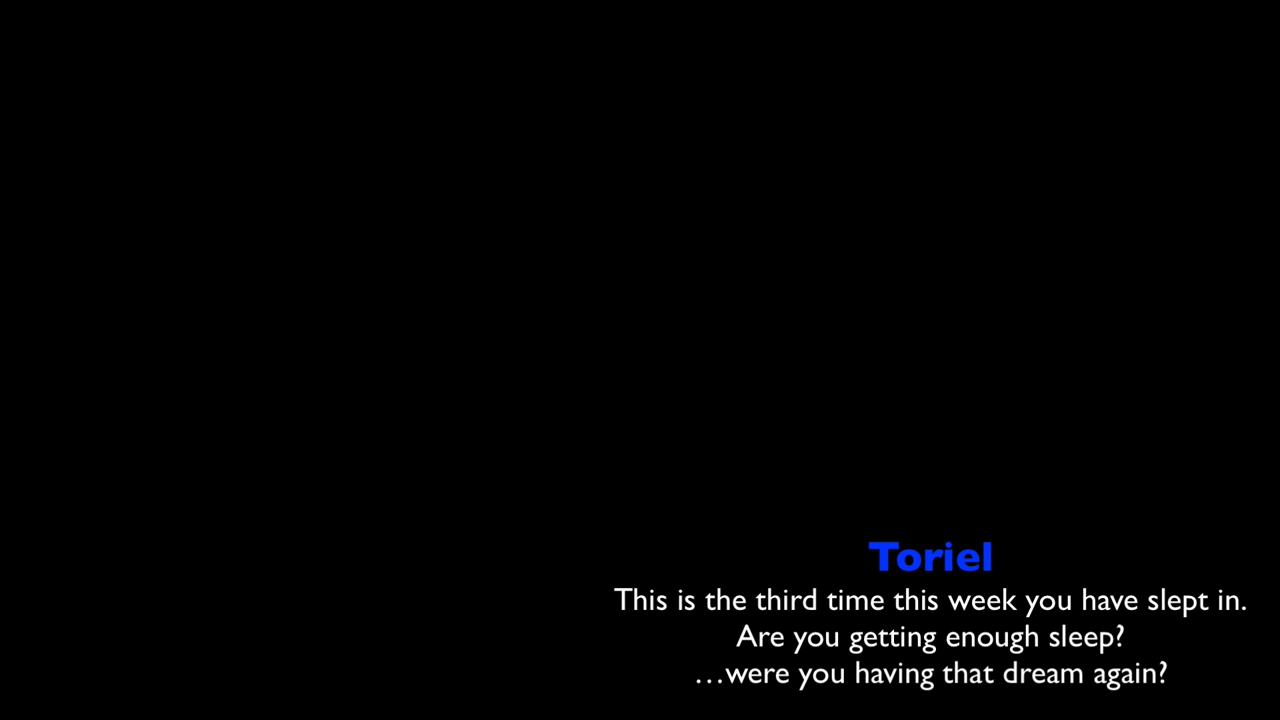 Toriel
This is the third time this week you have slept in.
Are you getting enough sleep?
…were you having that dream again?